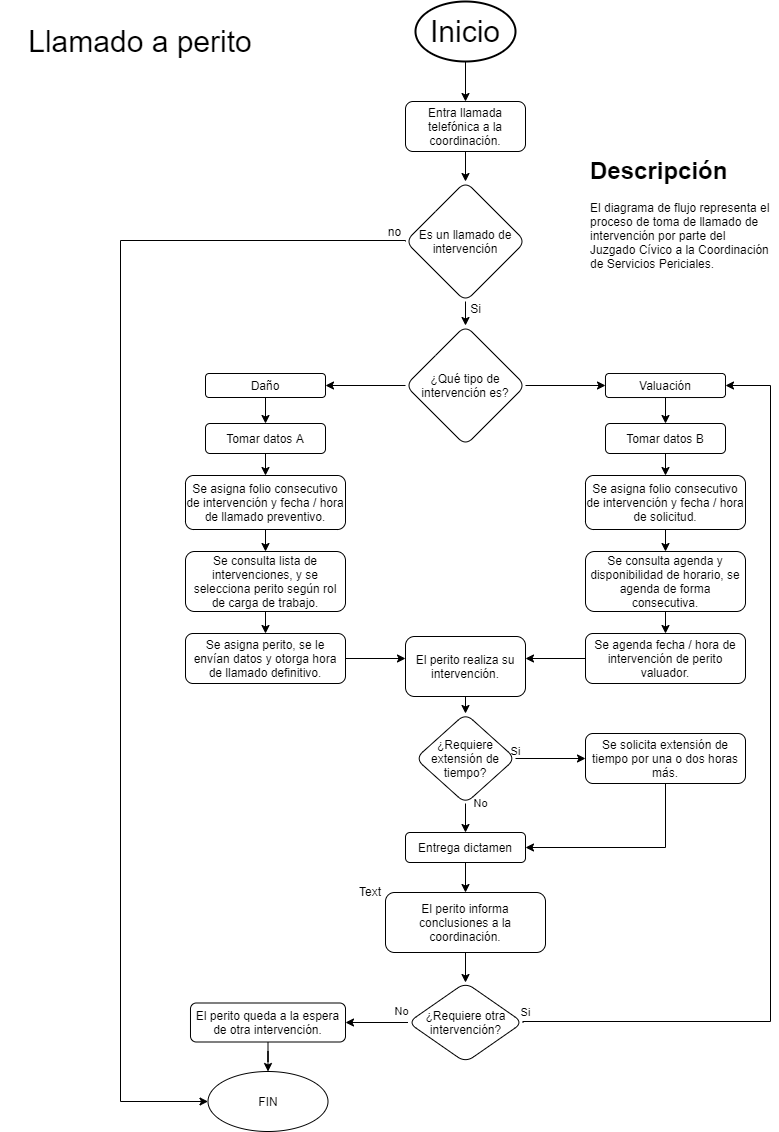 Llamado a perito
Inicio
Entra llamada
telefónica a la
coordinación.
Descripción
El diagrama de flujo representa el
proceso de toma de llamado de
intervención por parte del
Juzgado Cívico a la Coordinación
de Servicios Periciales.
no
Es un llamado de
intervención
Si
¿Qué tipo de
intervención es?
Daño
Valuación
Tomar datos A
Tomar datos B
Se asigna folio consecutivo
de intervención y fecha / hora
de llamado preventivo.
Se asigna folio consecutivo
de intervención y fecha / hora
de solicitud.
Se consulta lista de
intervenciones, y se
selecciona perito según rol
de carga de trabajo.
Se consulta agenda y
disponibilidad de horario, se
agenda de forma
consecutiva.
Se asigna perito, se le
envían datos y otorga hora
de llamado definitivo.
El perito realiza su
intervención.
Se agenda fecha / hora de
intervención de perito
valuador.
¿Requiere
extensión de
tiempo?
Si
Se solicita extensión de
tiempo por una o dos horas
más.
No
Entrega dictamen
Text
El perito informa
conclusiones a la
coordinación.
El perito queda a la espera
de otra intervención.
No
¿Requiere otra
intervención?
Si
FIN